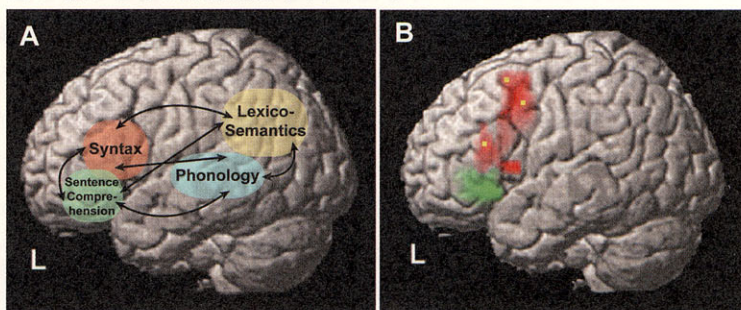 A
Lexico-
Semantics
Syntax
Phonology
Sentence
Compre-
hension
L
B
L